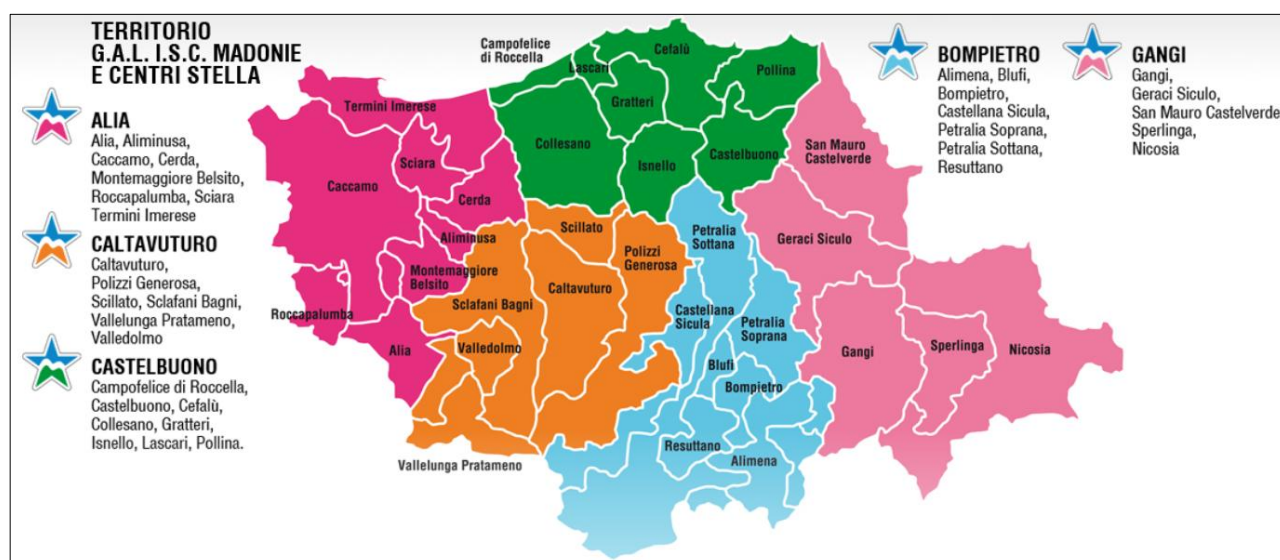 TERRITORIO
G.A.L. I.S.C. MADONIE
E CENTRI STELLA
ALIA
Alia, Aliminusa,
Caccamo, Cerda,
Montemaggiore Belsito,
Roccapalumba, Sciara
Termini Imerese
CALTAVUTURO
Caltavuturo,
Polizzi Generosa,
Scillato, Sclafani Bagni,
Vallelunga Pratameno,
Valledolmo
CASTELBUONO
Campofelice di Roccella,
Castelbuono, Cefalù,
Collesano, Gratteri,
Isnello, Lascari, Pollina.
BOMPIETRO
Alimena, Blufi,
Bompietro,
Castellana Sicula,
Petralia Soprana,
Petralia Sottana,
Resuttano
GANGI
Gangi,
Geraci Siculo,
San Mauro Castelverde
Sperlinga,
Nicosia
Campofelice
di Roccella
Lascari
Cefalù
Pollina
Gratteri
Collesano
Isnello
Castelbuono
Termini Imerese
Sciara
Caccamo
Cerda
Aliminusa
Montemaggiore
Belsito
Roccapalumba
Alia
Scillato
Polizzi
Generosa
Caltavuturo
Sclafani Bagni
Valledolmo
Vallelunga Pratameno
Petralia
Sottana
Castellana
Sicula
Petralia
Soprana
Blufi
Bompietro
Resuttano
Alimena
San Mauro
Castelverde
Geraci Siculo
Gangi
Sperlinga
Nicosia